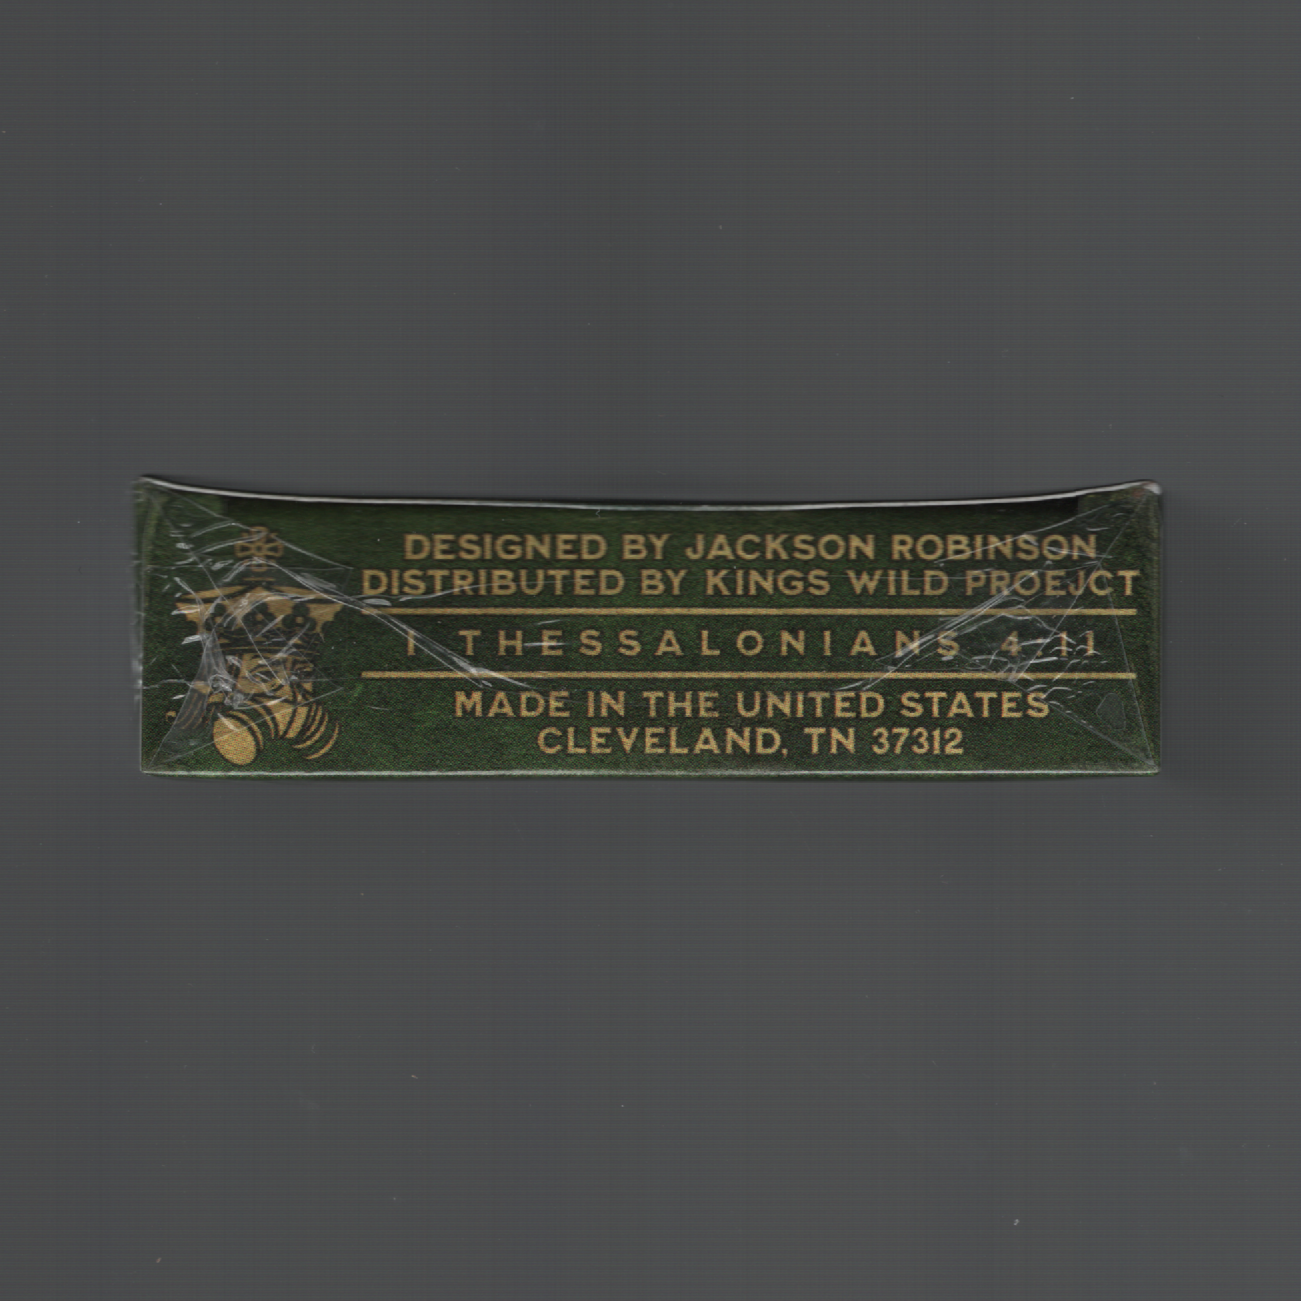 DESIGNED BY JACKSON ROBINSON
DISTRIBUTED BY KINGS WILD PROEJCT
I THESSALONIANS 4:11
MADE IN THE UNITED STATES
CLEVELAND, TN 37312